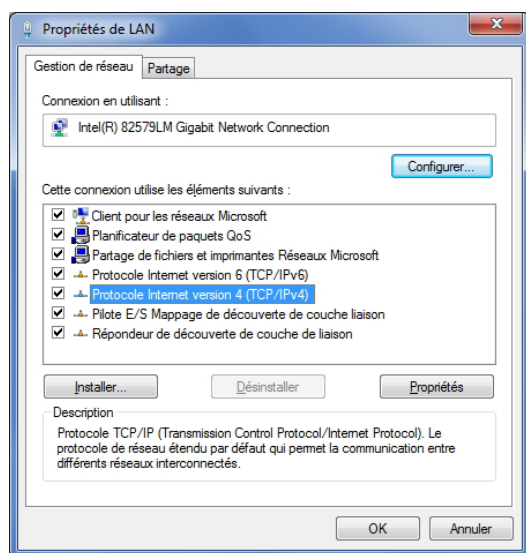 Propriétés de LAN
Gestion de réseau
Partage
Connexion en utilisant :
Intel(R) 82579LM Gigabit Network Connection
Configurer...
Cette connexion utilise les éléments suivants :
Client pour les réseaux Microsoft
Planificateur de paquets QoS
Partage de fichiers et imprimantes Réseaux Microsoft
Protocole Internet version 6 (TCP/IPv6)
Protocole Internet version 4 (TCP/IPv4)
Pilote E/S Mappage de découverte de couche liaison
Répondeur de découverte de couche de liaison
Installer...
Désinstaller
Propriétés
Description
Protocole TCP/IP (Transmission Control Protocol/Internet Protocol). Le
protocole de réseau étendu par défaut qui permet la communication entre
différents réseaux interconnectés.
OK
Annuler